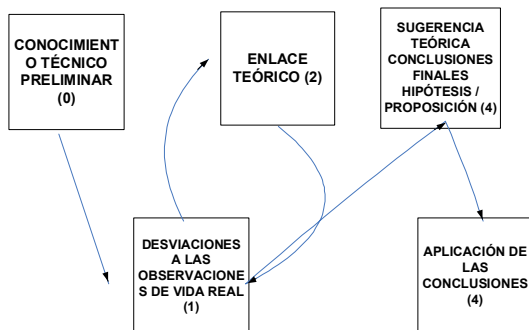 CONOCIMIENT
O TÉCNICO
PRELIMINAR
(0)
ENLACE
TEÓRICO (2)
SUGERENCIA
TEÓRICA
CONCLUSIONES
FINALES
HIPÓTESIS /
PROPOSICIÓN (4)
DESVIACIONES
A LAS
OBSERVACIONE
S DE VIDA REAL
(1)
APLICACIÓN DE
LAS
CONCLUSIONES
(4)